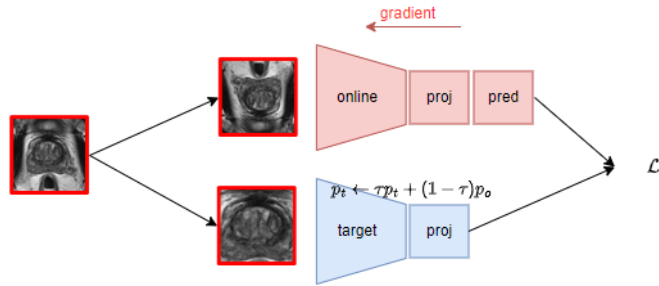 gradient
online proj pred
ℒ
p_t ← τp_t + (1 − τ)p_o
target proj